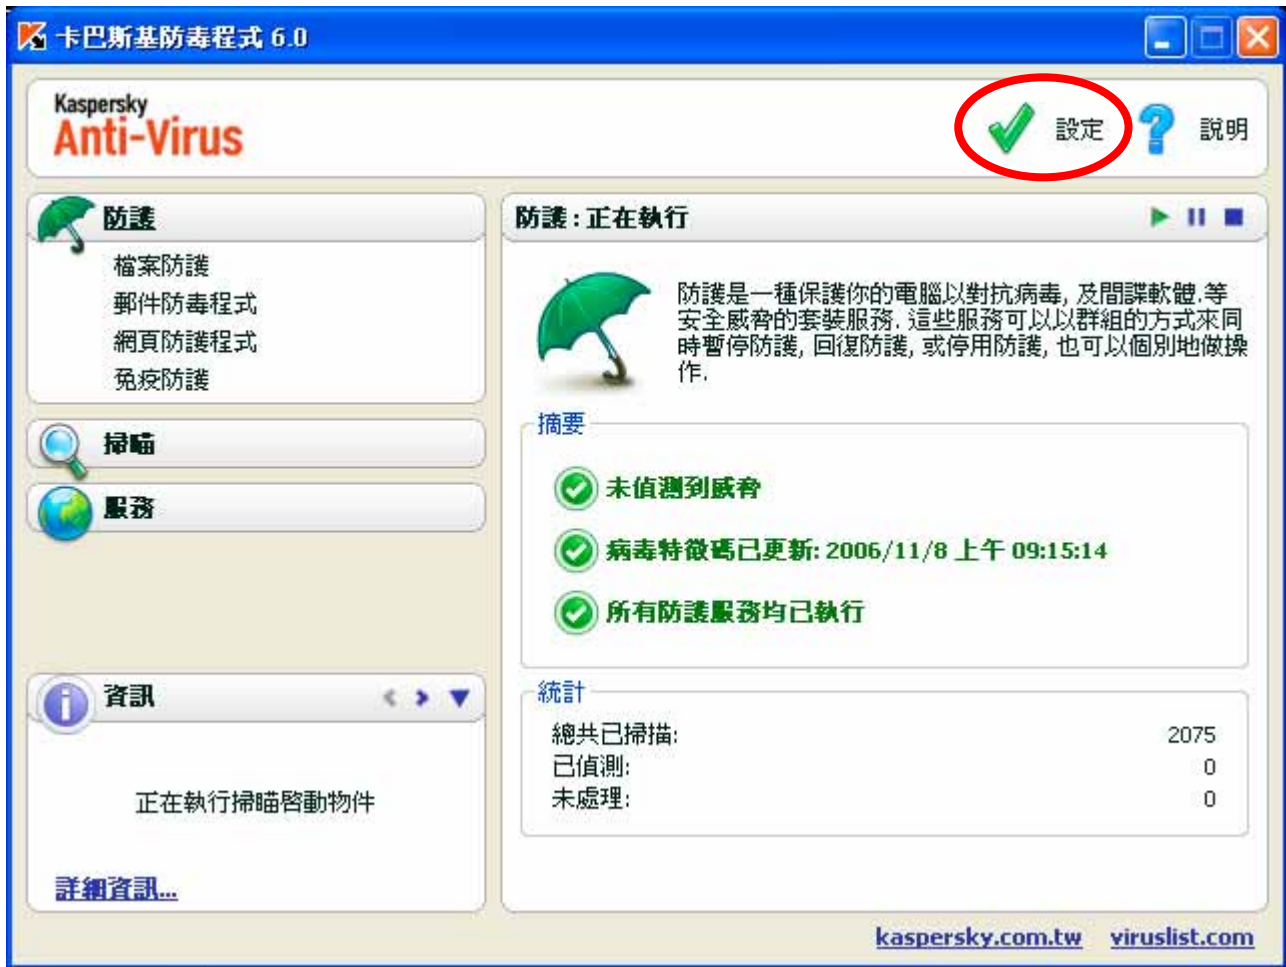 卡巴斯基防毒程式 6.0
Kaspersky
Anti-Virus
設定
說明
防護
檔案防護
郵件防毒程式
網頁防護程式
免疫防護
掃瞄
服務
資訊
正在執行掃瞄啓動物件
詳細資訊...
防護 : 正在執行
防護是一種保護你的電腦以對抗病毒, 及間諜軟體.等
安全威脅的套裝服務. 這些服務可以以群組的方式來同
時暫停防護, 回復防護, 或停用防護, 也可以個別地做操
作.
摘要
未偵測到威脅
病毒特徵碼已更新: 2006/11/8 上午 09:15:14
所有防護服務均已執行
統計
總共已掃描: 2075
已偵測: 0
未處理: 0
kaspersky.com.tw viruslist.com